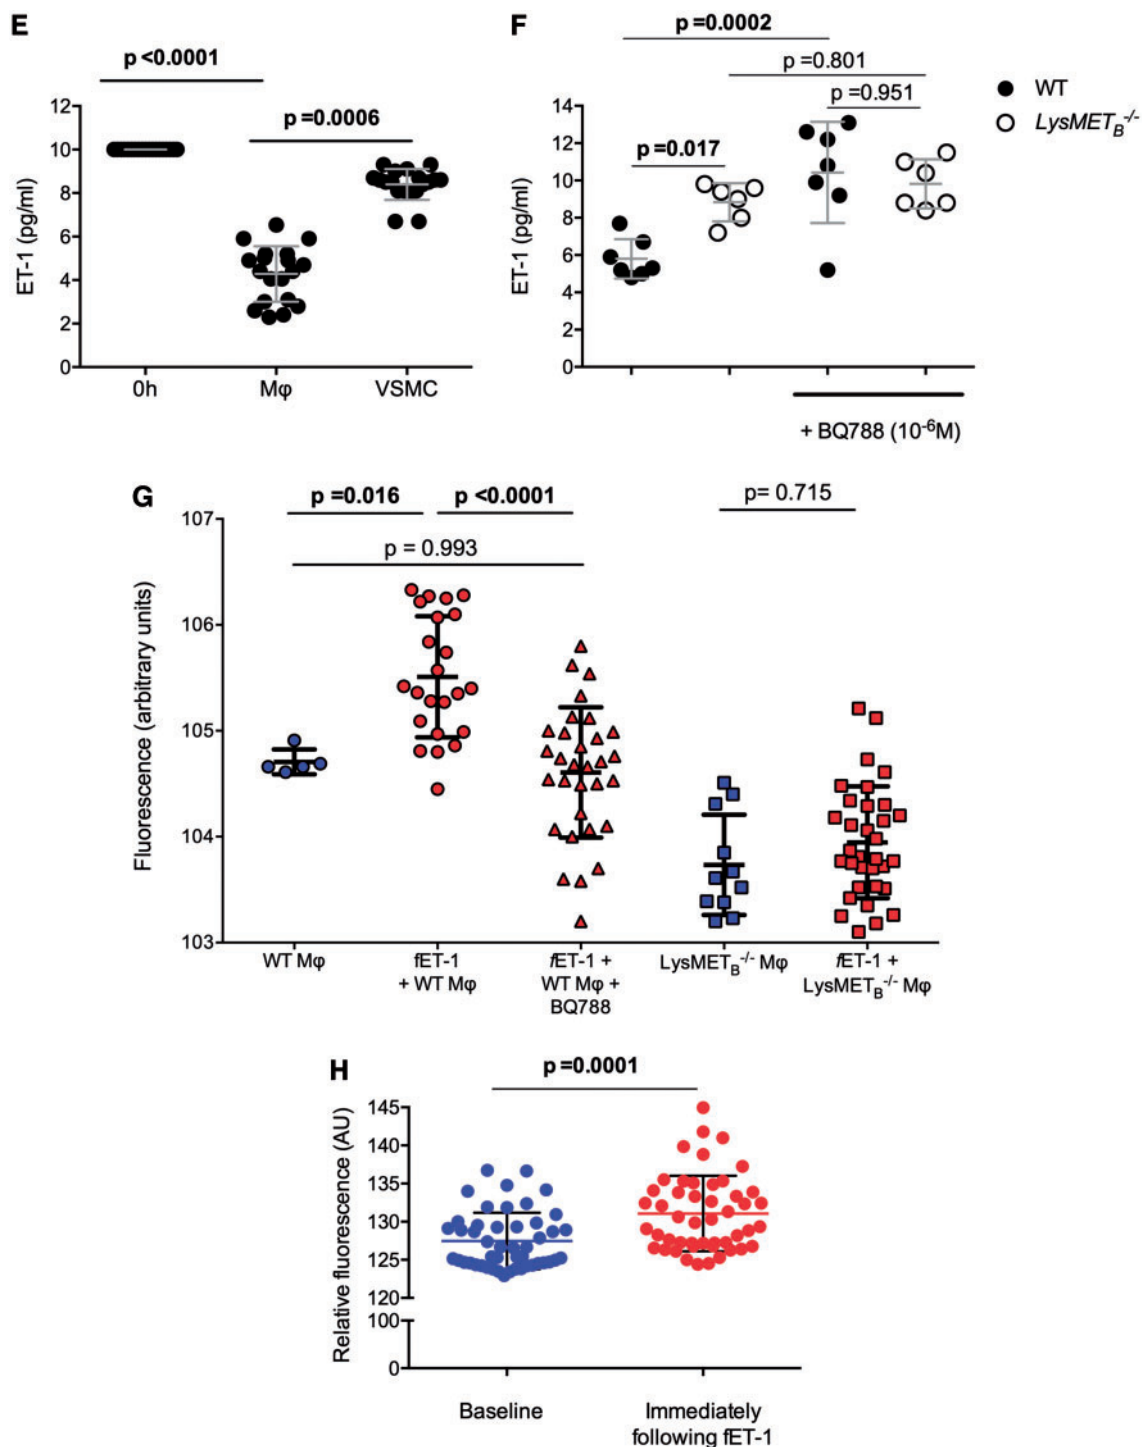 E
p <0.0001
p =0.0006
ET-1 (pg/ml)
12
10
8
6
4
2
0
0h
Mφ
VSMC
F
p =0.0002
p =0.801
p =0.951
p =0.017
WT
LysMET_B^-/-
ET-1 (pg/ml)
14
12
10
8
6
4
2
0
+ BQ788 (10^-6M)
G
p =0.016
p <0.0001
p = 0.993
p= 0.715
Fluorescence (arbitrary units)
107
106
105
104
103
WT Mφ
fET-1
+ WT Mφ
fET-1 +
WT Mφ +
BQ788
LysMET_B^-/- Mφ
fET-1 +
LysMET_B^-/- Mφ
H
p =0.0001
Relative fluorescence (AU)
145
135
130
125
120
100
0
Baseline
Immediately
following fET-1